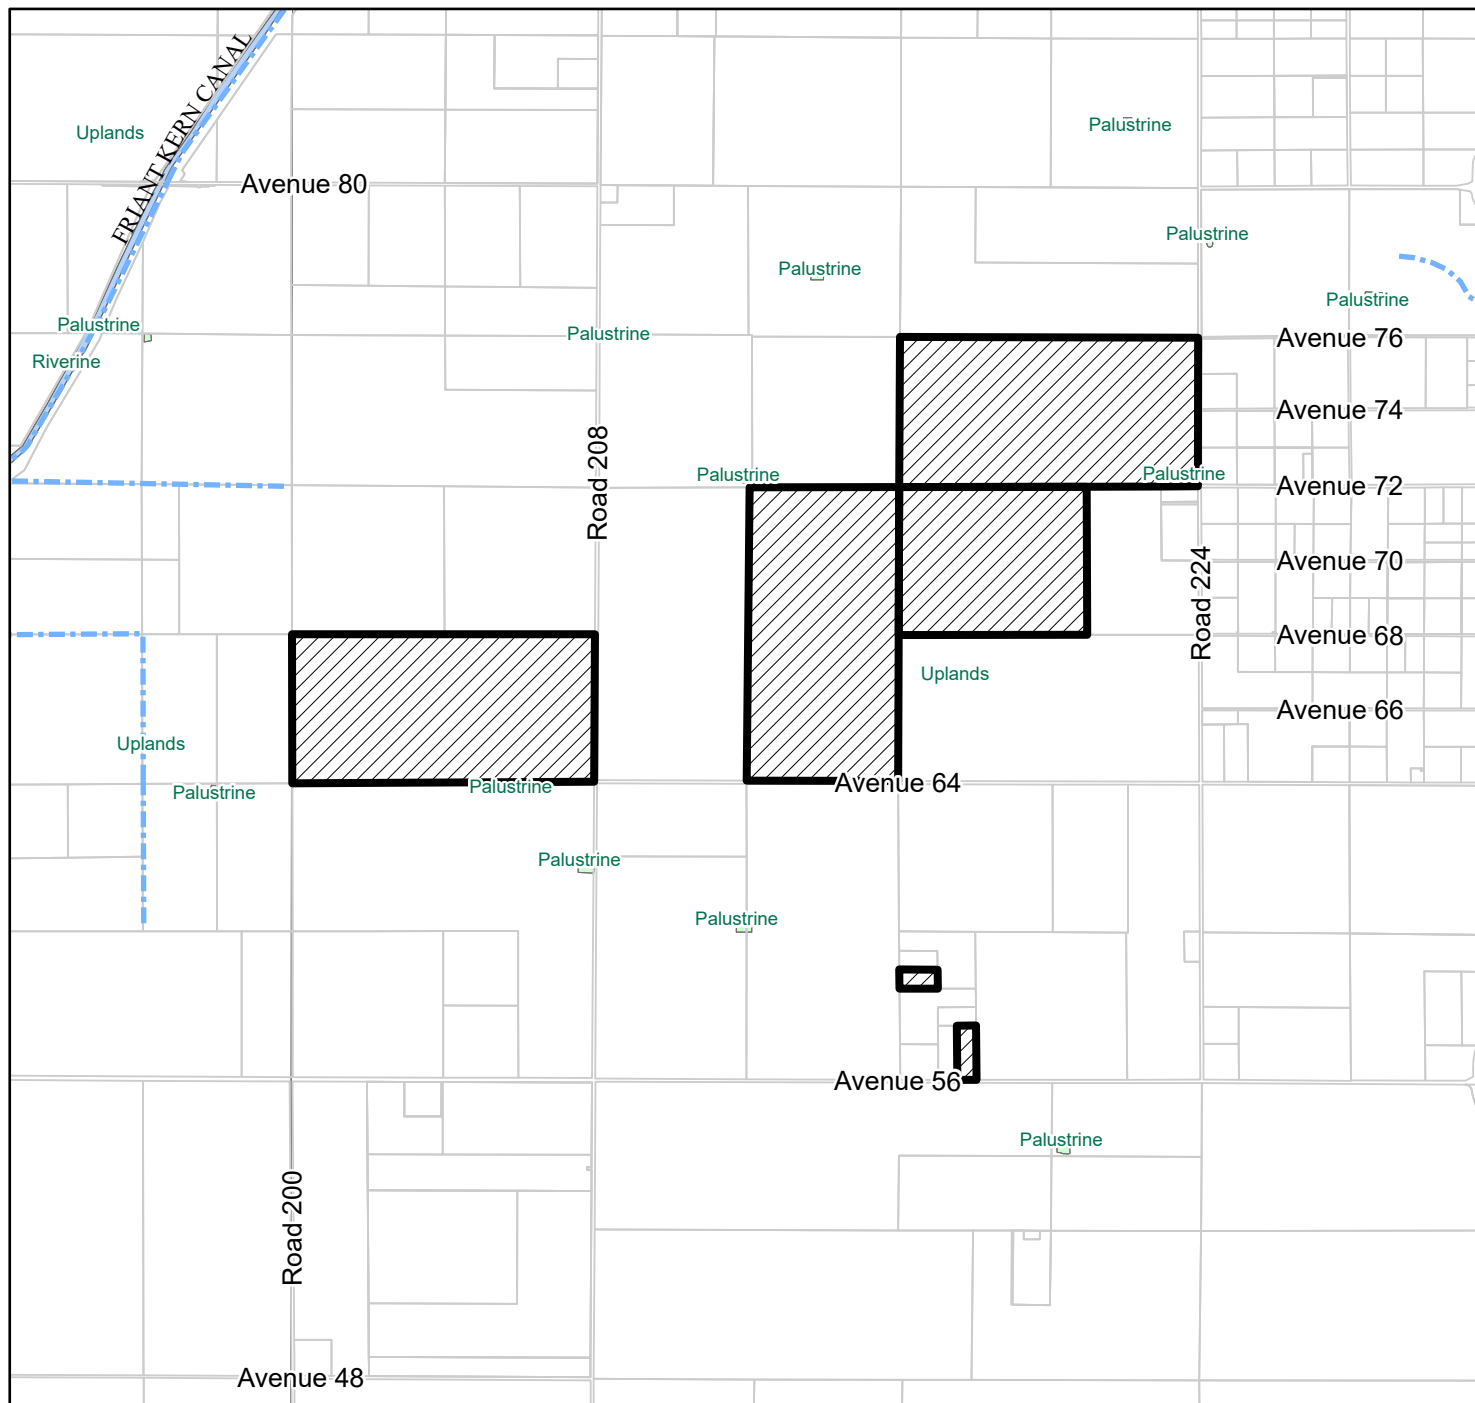 FRIANT KERN CANAL
Palustrine
Uplands
Avenue 80
Palustrine
Palustrine
Palustrine
Palustrine
Palustrine
Avenue 76
Riverine
Avenue 74
Road 208
Palustrine
Palustrine
Avenue 72
Avenue 70
Road 224
Avenue 68
Uplands
Avenue 66
Uplands
Avenue 64
Palustrine
Palustrine
Palustrine
Palustrine
Avenue 56
Palustrine
Road 200
Avenue 48